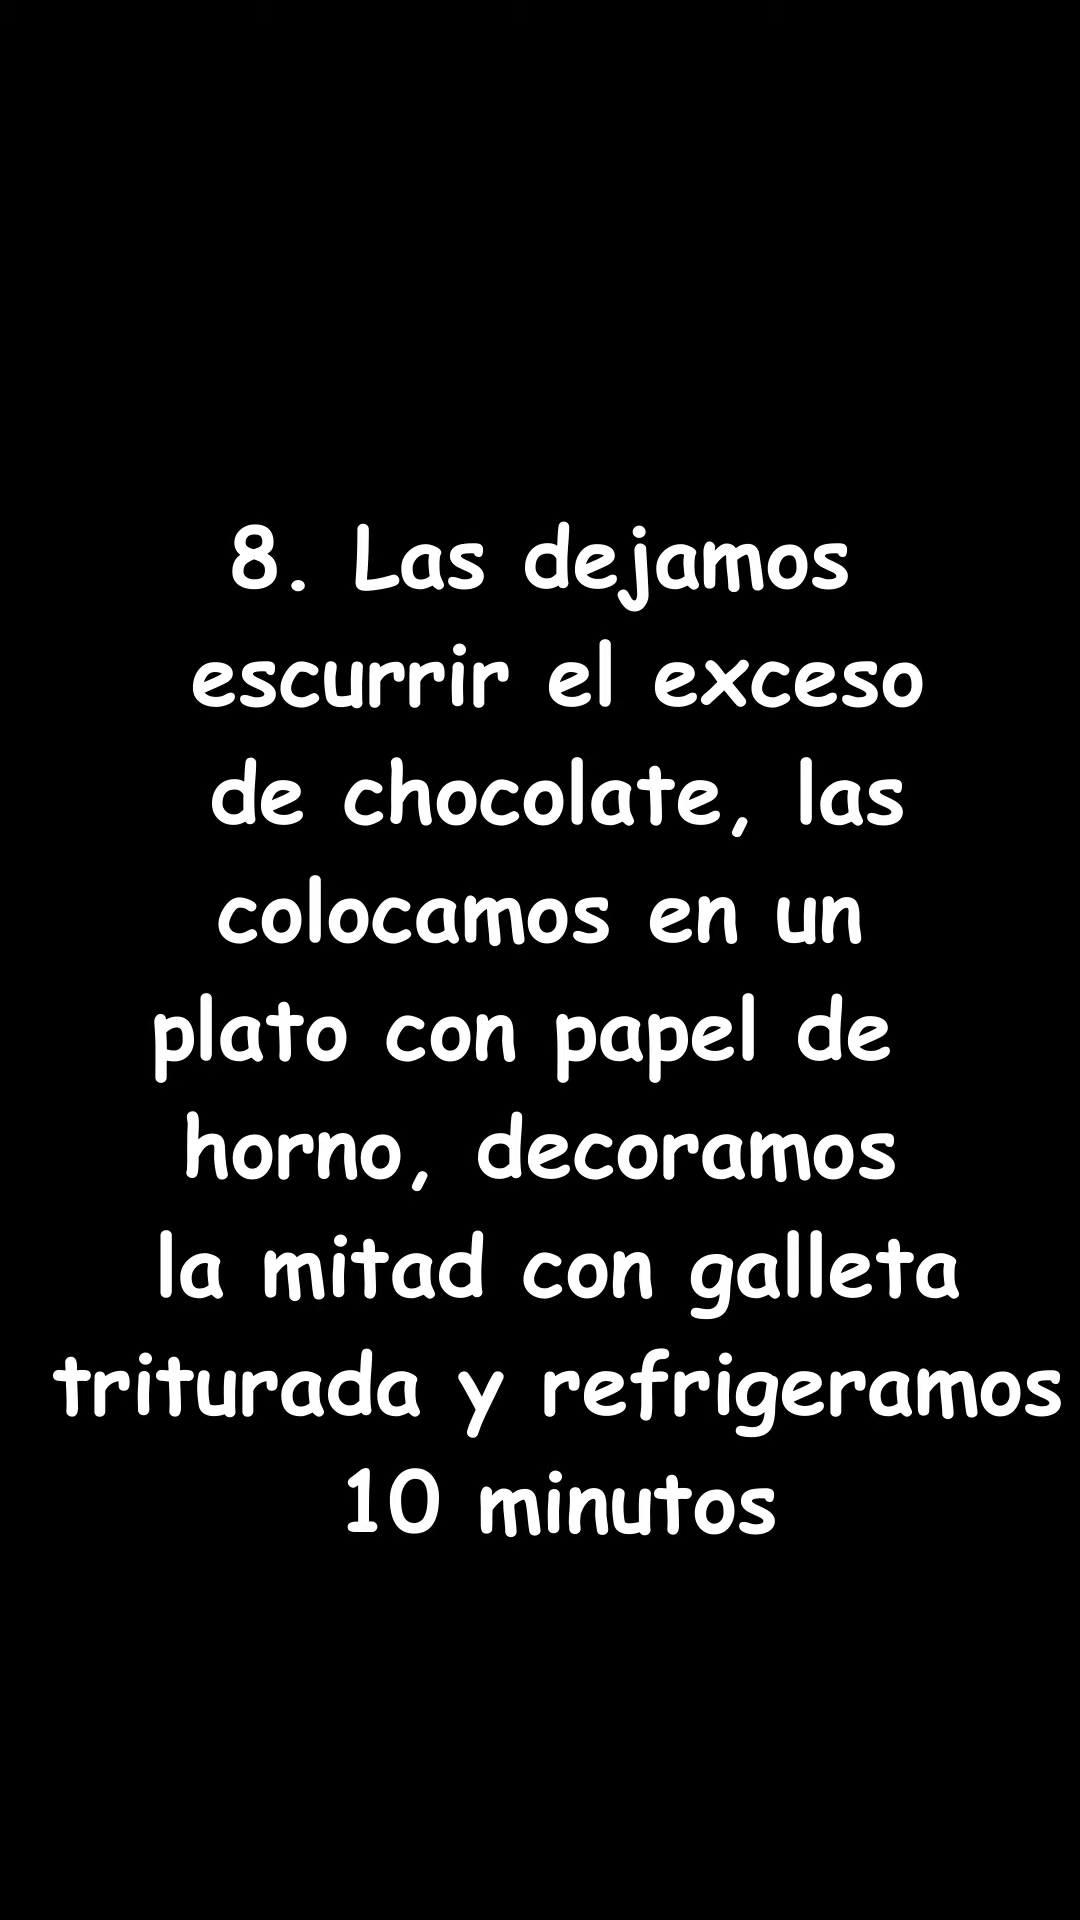 8. Las dejamos
escurrir el exceso
de chocolate, las
colocamos en un
plato con papel de
horno, decoramos
la mitad con galleta
triturada y refrigeramos
10 minutos